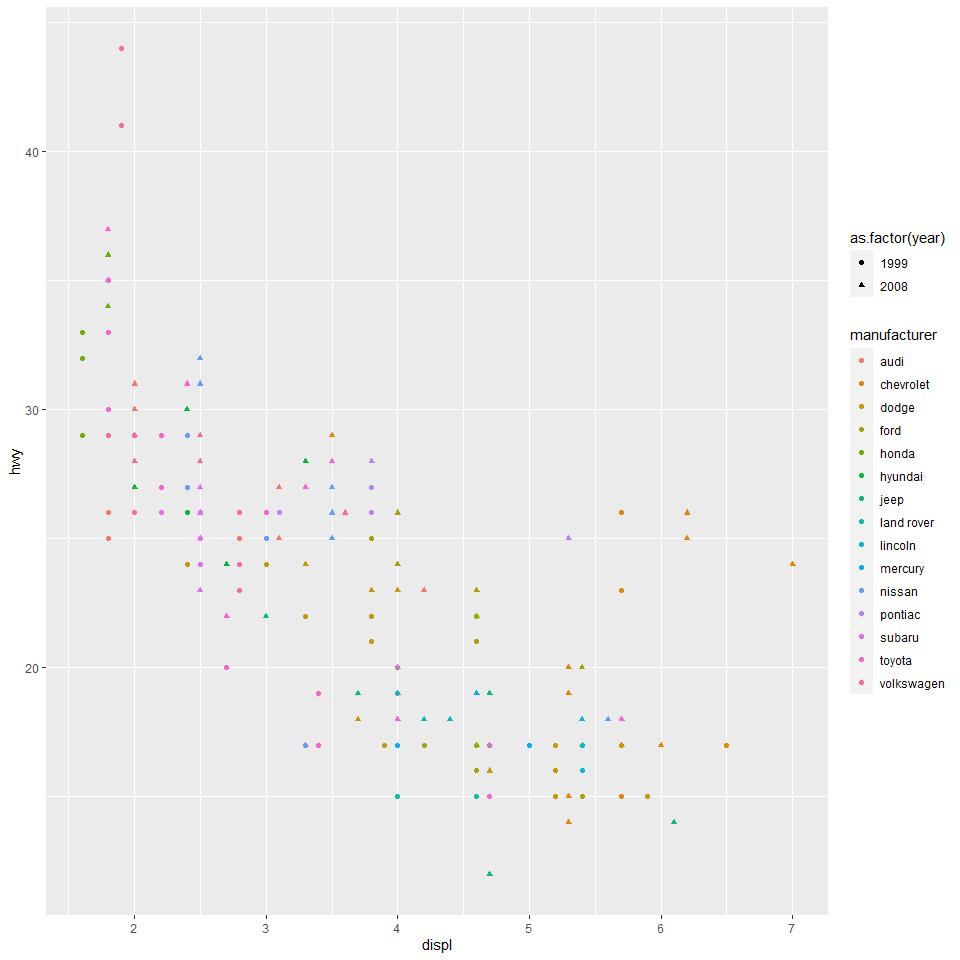 40
30
20
hwy
2
3
4
5
6
7
displ
as.factor(year)
1999
2008
manufacturer
audi
chevrolet
dodge
ford
honda
hyundai
jeep
land rover
lincoln
mercury
nissan
pontiac
subaru
toyota
volkswagen